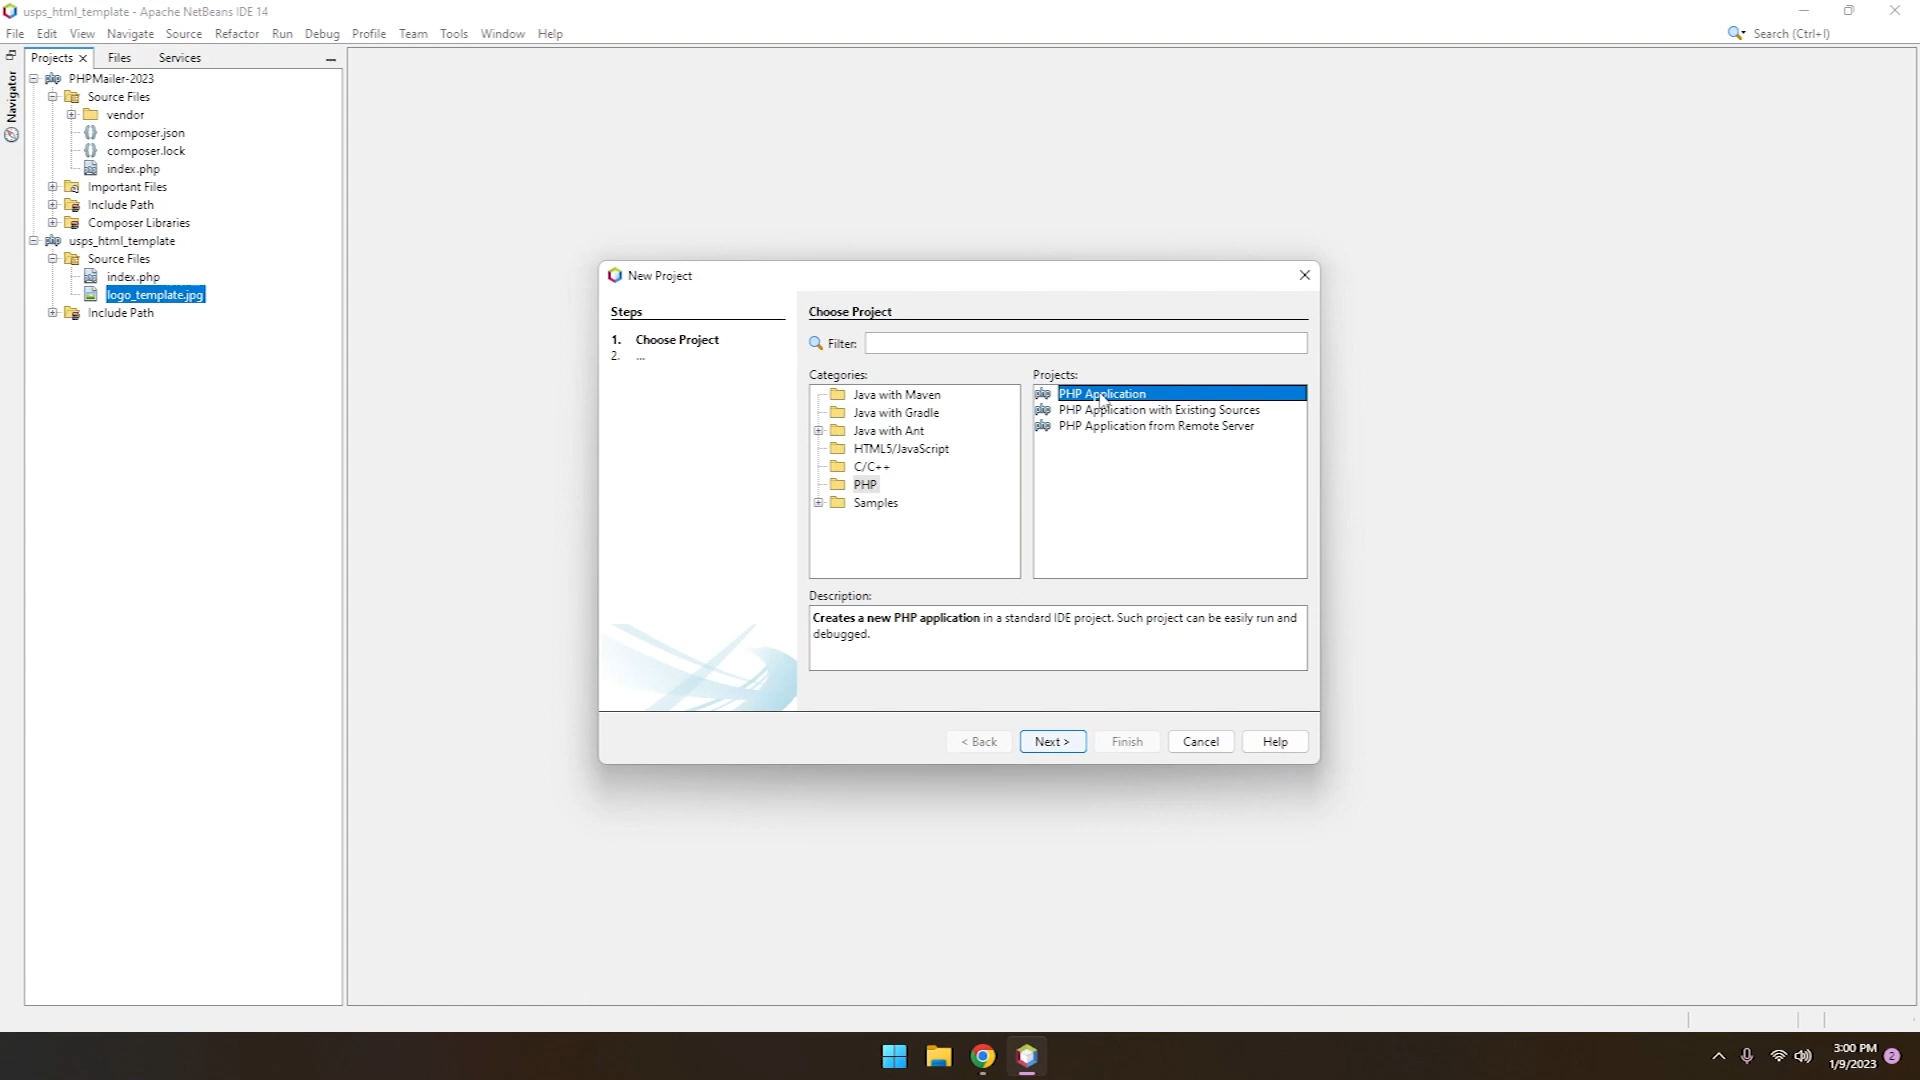 usps_html_template - Apache NetBeans IDE 14
File Edit View Navigate Source Refactor Run Debug Profile Team Tools Window Help
Search (Ctrl+I)
Projects Files Services
Navigator
PHPMailer-2023
Source Files
vendor
composer.json
composer.lock
index.php
Important Files
Include Path
Composer Libraries
usps_html_template
Source Files
index.php
logo_template.jpg
Include Path
New Project
Steps
1. Choose Project
2. ...
Choose Project
Filter:
Categories:
Java with Maven
Java with Gradle
Java with Ant
HTML5/JavaScript
C/C++
PHP
Samples
Projects:
PHP Application
PHP Application with Existing Sources
PHP Application from Remote Server
Description:
Creates a new PHP application in a standard IDE project. Such project can be easily run and
debugged.
< Back Next > Finish Cancel Help
3:00 PM
1/9/2023
2